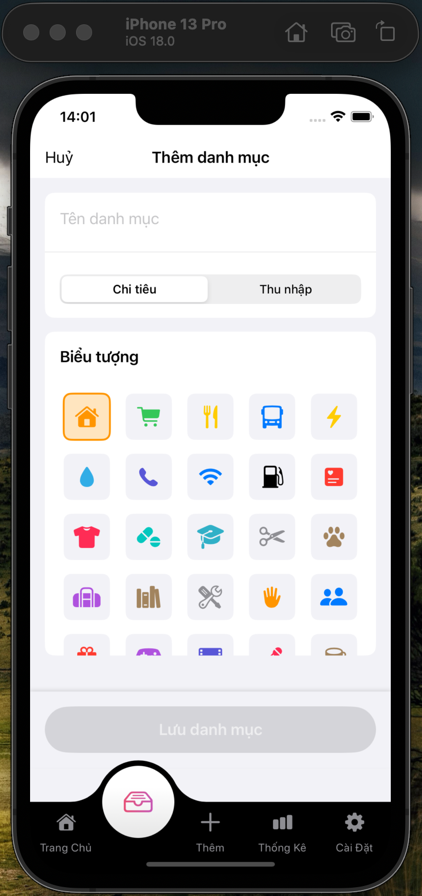 iPhone 13 Pro
iOS 18.0
14:01
Huỷ
Thêm danh mục
Tên danh mục
Chi tiêu
Thu nhập
Biểu tượng
Lưu danh mục
Trang Chủ
Thêm
Thống Kê
Cài Đặt